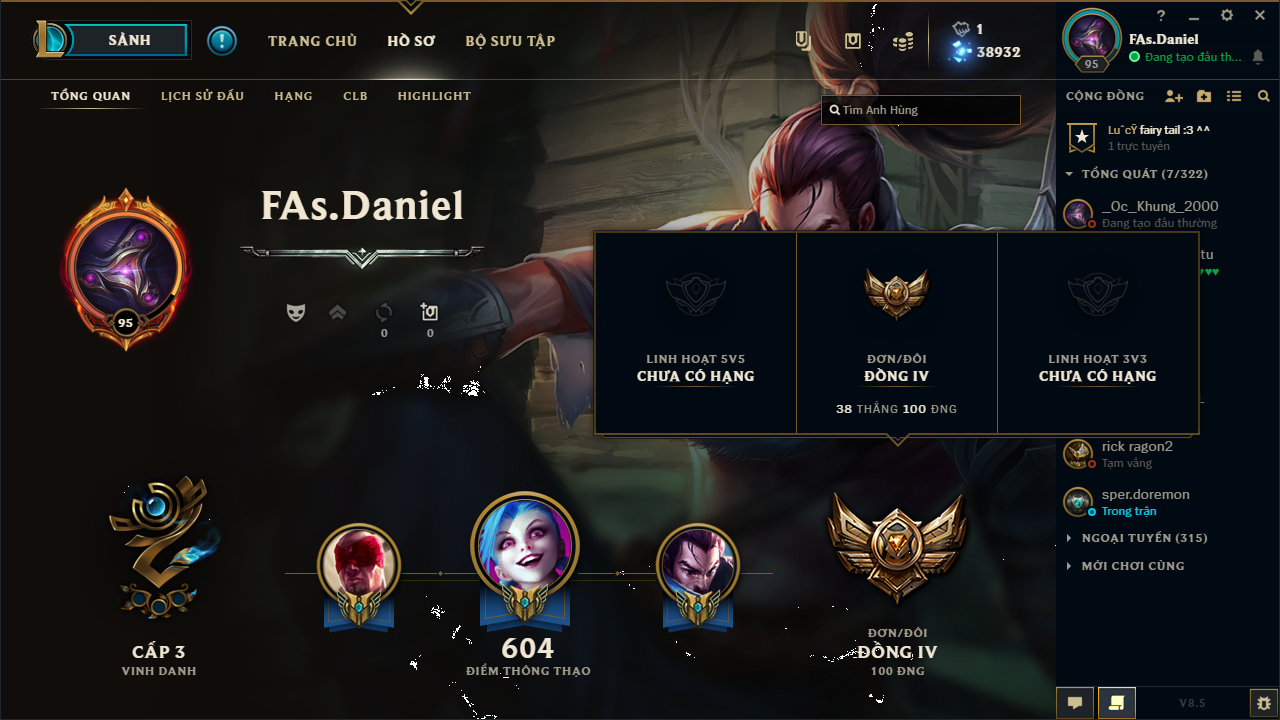 SẢNH
TRANG CHỦ
HỒ SƠ
BỘ SƯU TẬP
1
38932
95
FAs.Daniel
Đang tạo đấu th...
TỔNG QUAN
LỊCH SỬ ĐẤU
HẠNG
CLB
HIGHLIGHT
Tìm Anh Hùng
CỘNG ĐỒNG
fairy tail :3 ^^
1 trực tuyến
TỔNG QUÁT (7/322)
_Oc_Khung_2000
Đang tạo đấu thường
tu
FAs.Daniel
95
0
0
LINH HOẠT 5V5
CHƯA CÓ HẠNG
ĐƠN/ĐÔI
ĐỒNG IV
38 THẮNG 100 ĐNG
LINH HOẠT 3V3
CHƯA CÓ HẠNG
rick ragon2
Tạm vắng
sper.doremon
Trong trận
NGOẠI TUYẾN (315)
MỚI CHƠI CÙNG
CẤP 3
VINH DANH
604
ĐIỂM THÔNG THẠO
ĐƠN/ĐÔI
ĐỒNG IV
100 ĐNG
V8.5